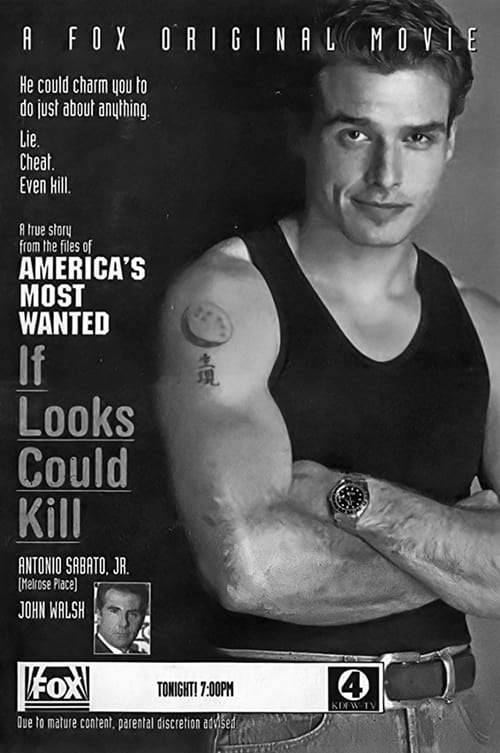 A FOX ORIGINAL MOVIE
He could charm you to
do just about anything.
Lie.
Cheat.
Even kill.
A true story
from the files of
AMERICA'S
MOST
WANTED
If
Looks
Could
Kill
ANTONIO SABATO, JR.
(Melrose Place)
JOHN WALSH
FOX
TONIGHT! 7:00PM
4
KDFW-TV
Due to mature content, parental discretion advised.
生
現